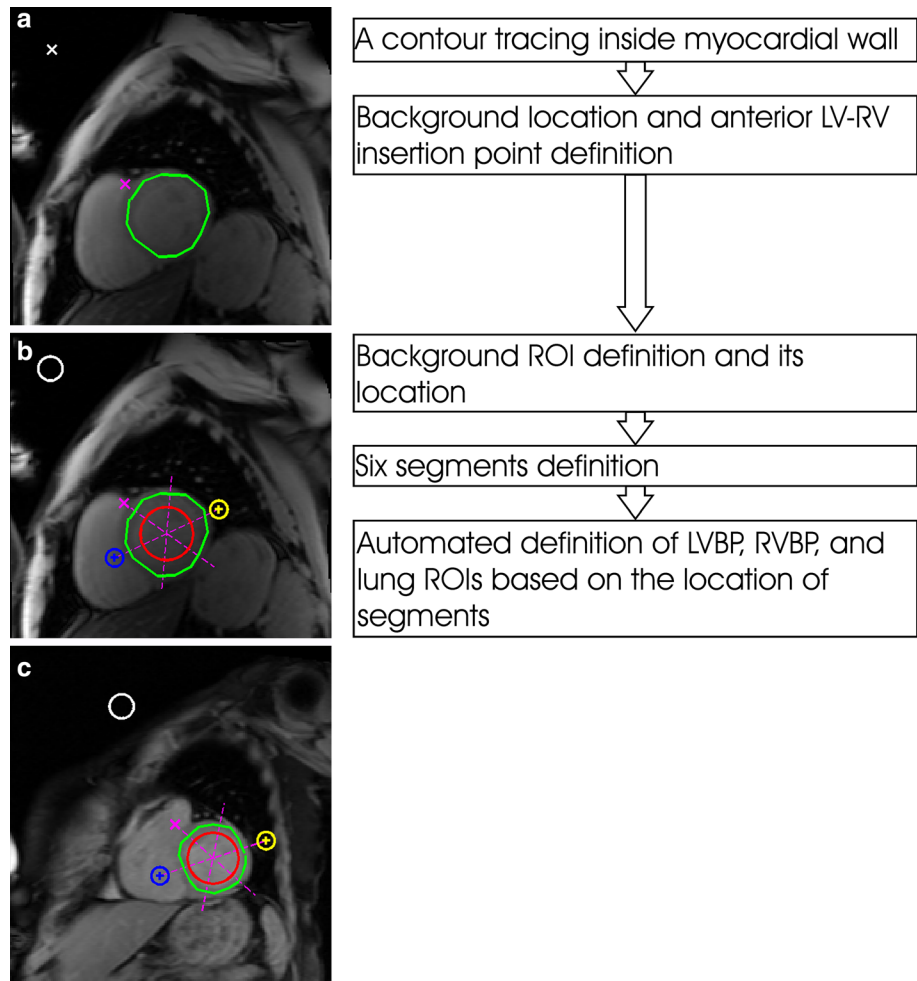 a
A contour tracing inside myocardial wall
Background location and anterior LV-RV
insertion point definition
b
Background ROI definition and its
location
Six segments definition
Automated definition of LVBP, RVBP, and
lung ROIs based on the location of
segments
c